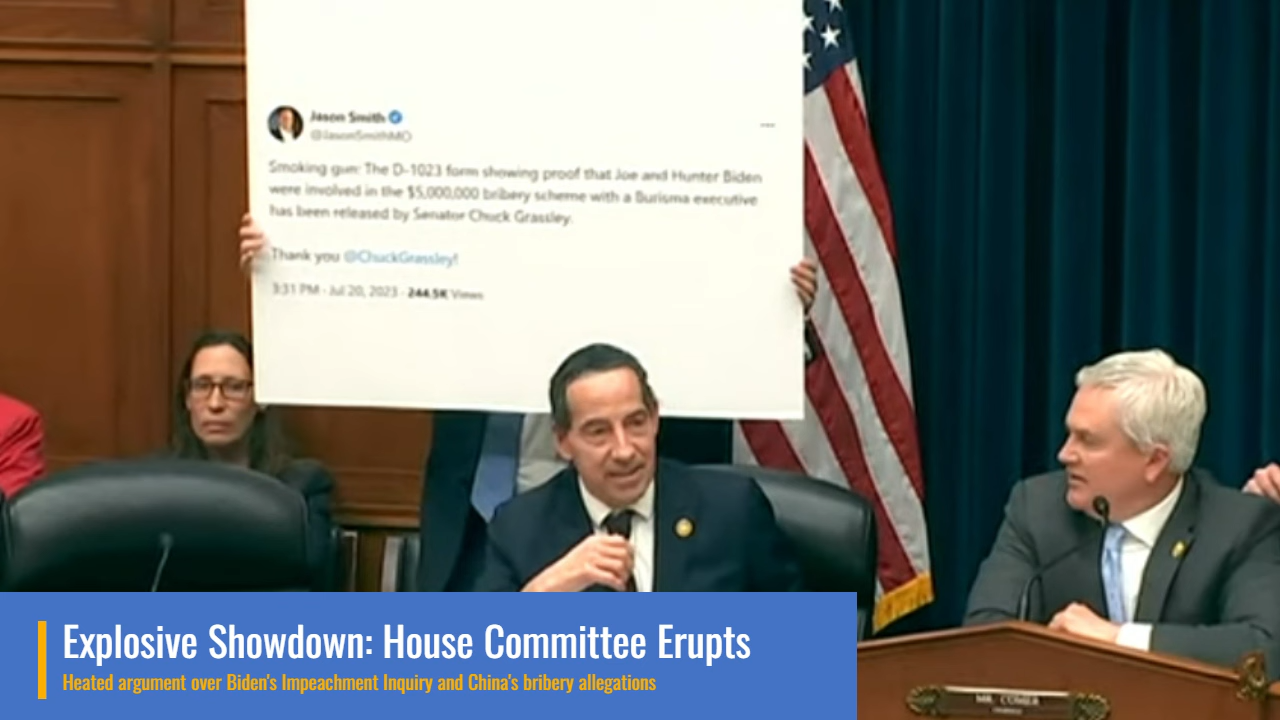 Jason Smith
@JasonSmithMO
Smoking gun: The D-1023 form showing proof that Joe and Hunter Biden
were involved in the $5,000,000 bribery scheme with a Burisma executive
has been released by Senator Chuck Grassley.
Thank you @ChuckGrassley!
3:31 PM · Jul 20, 2023 · 244.5K Views
MR. COMER
Explosive Showdown: House Committee Erupts
Heated argument over Biden's Impeachment Inquiry and China's bribery allegations